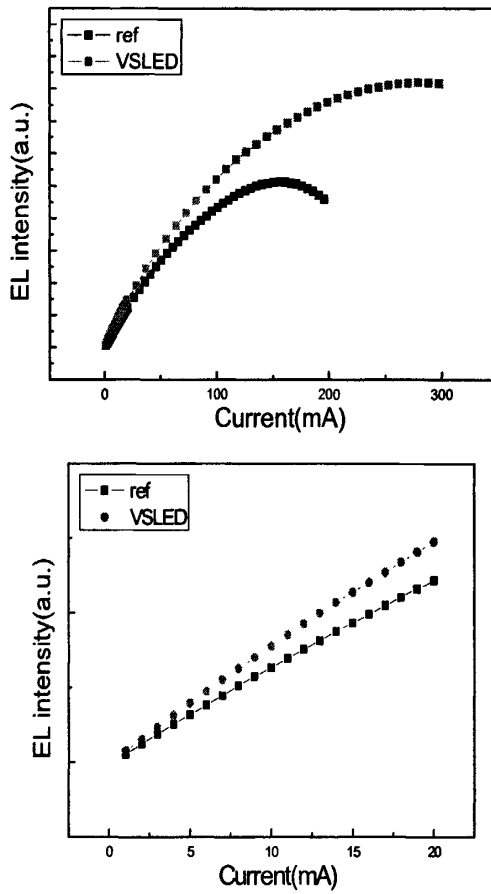 ref
VSLED
EL intensity(a.u.)
0 100 200 300
Current(mA)
ref
VSLED
EL intensity(a.u.)
0 5 10 15 20
Current(mA)